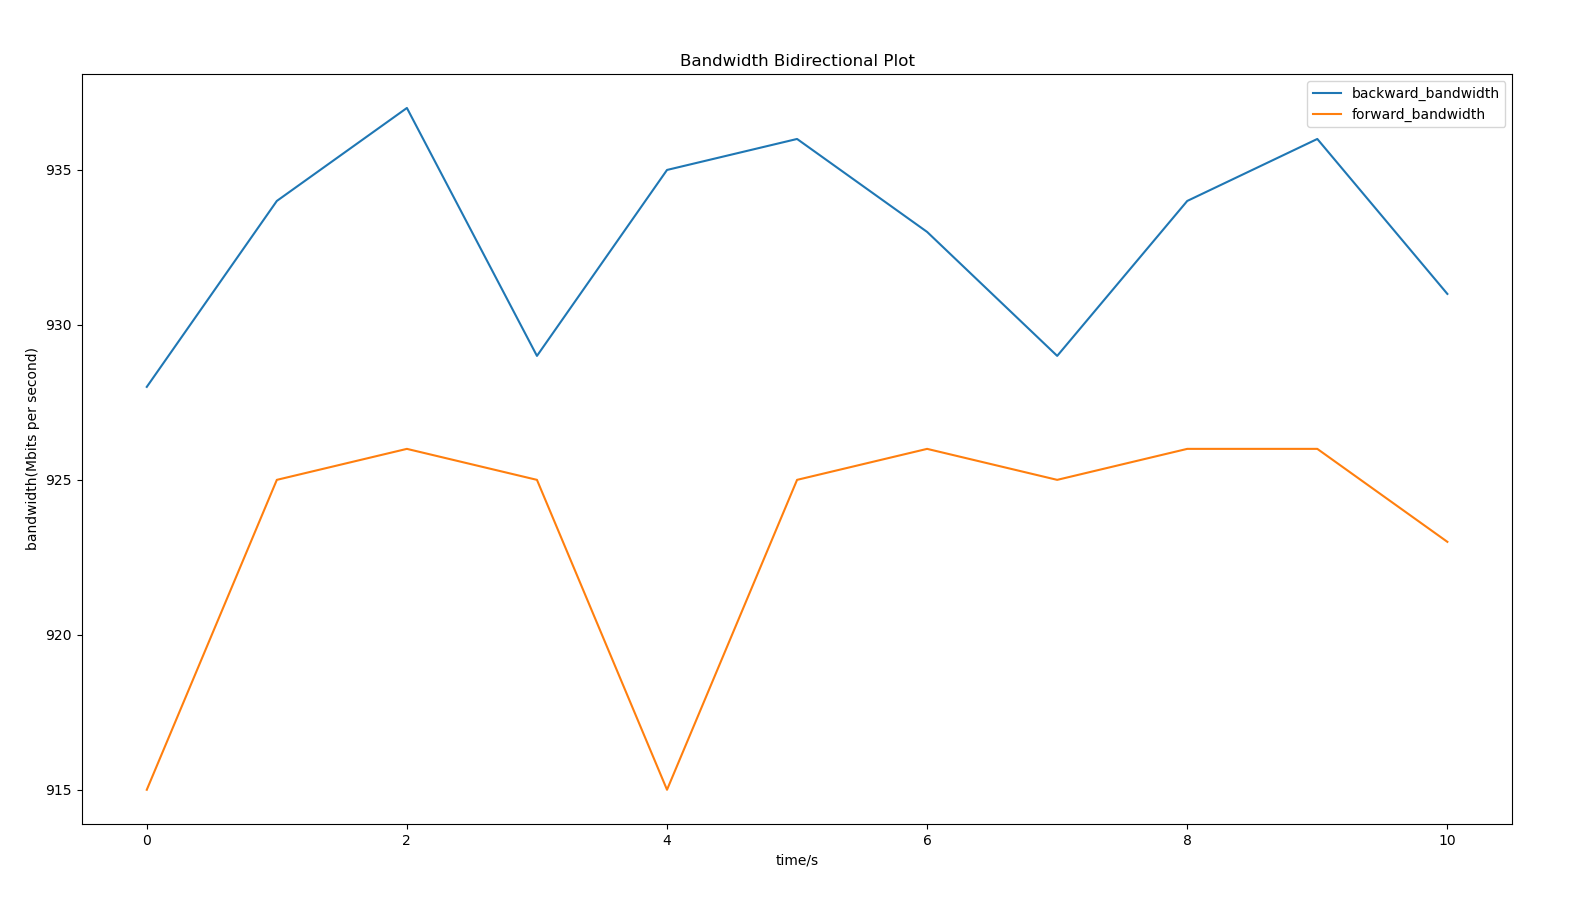 Bandwidth Bidirectional Plot
backward_bandwidth
forward_bandwidth
935
930
925
920
915
bandwidth(Mbits per second)
0 2 4 6 8 10
time/s